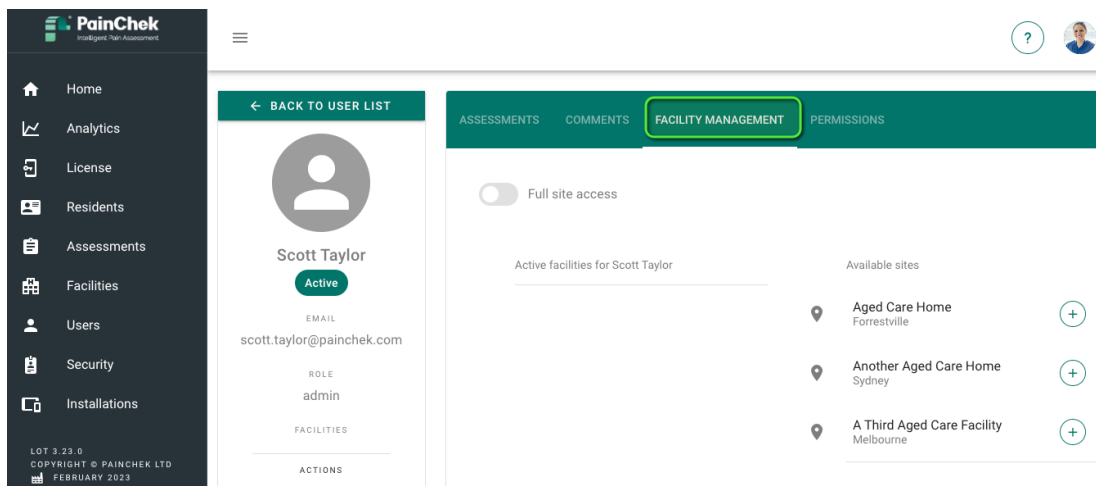 PainChek
Intelligent Pain Assessment
?
Home
Analytics
License
Residents
Assessments
Facilities
Users
Security
Installations
LOT 3.23.0
COPYRIGHT © PAINCHEK LTD
FEBRUARY 2023
← BACK TO USER LIST
Scott Taylor
Active
EMAIL
scott.taylor@painchek.com
ROLE
admin
FACILITIES
ACTIONS
ASSESSMENTS COMMENTS FACILITY MANAGEMENT PERMISSIONS
Full site access
Active facilities for Scott Taylor
Available sites
Aged Care Home
Forrestville
Another Aged Care Home
Sydney
A Third Aged Care Facility
Melbourne